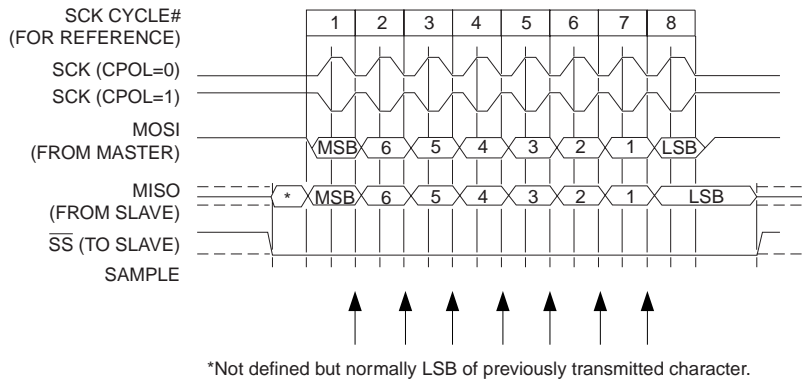 SCK CYCLE#
(FOR REFERENCE)
1 2 3 4 5 6 7 8
SCK (CPOL=0)
SCK (CPOL=1)
MOSI
(FROM MASTER)
MSB 6 5 4 3 2 1 LSB
MISO
(FROM SLAVE)
* MSB 6 5 4 3 2 1 LSB
SS (TO SLAVE)
SAMPLE
*Not defined but normally LSB of previously transmitted character.